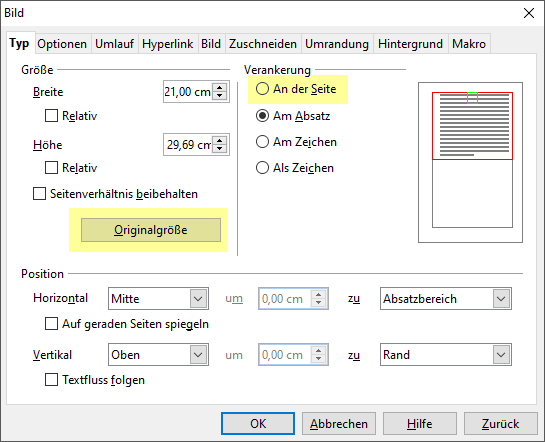 Bild
Typ Optionen Umlauf Hyperlink Bild Zuschneiden Umrandung Hintergrund Makro
Größe
Breite 21,00 cm
Relativ
Höhe 29,69 cm
Relativ
Seitenverhältnis beibehalten
Originalgröße
Verankerung
An der Seite
Am Absatz
Am Zeichen
Als Zeichen
Position
Horizontal Mitte um 0,00 cm zu Absatzbereich
Auf geraden Seiten spiegeln
Vertikal Oben um 0,00 cm zu Rand
Textfluss folgen
OK Abbrechen Hilfe Zurück